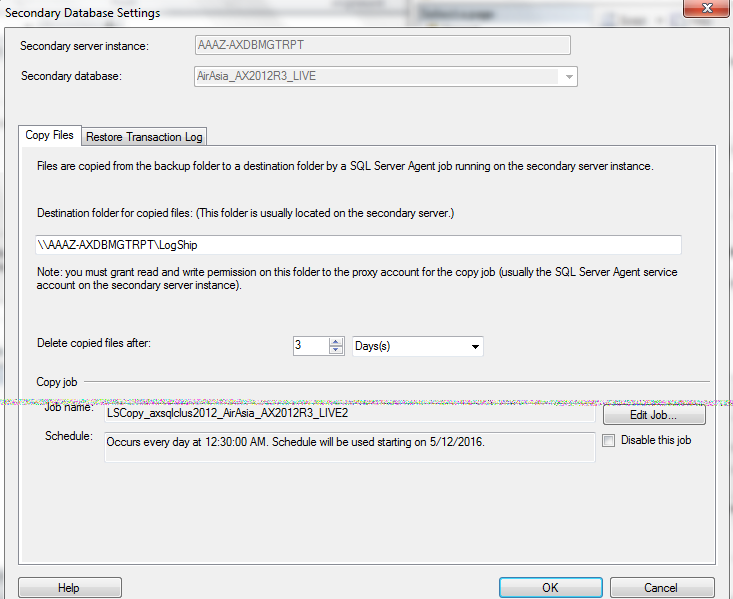 Secondary Database Settings
Secondary server instance:
AAAZ-AXDBMGTRPT
Secondary database:
AirAsia_AX2012R3_LIVE
Copy Files
Restore Transaction Log
Files are copied from the backup folder to a destination folder by a SQL Server Agent job running on the secondary server instance.
Destination folder for copied files: (This folder is usually located on the secondary server.)
\\AAAZ-AXDBMGTRPT\LogShip
Note: you must grant read and write permission on this folder to the proxy account for the copy job (usually the SQL Server Agent service
account on the secondary server instance).
Delete copied files after:
3
Days(s)
Copy job
Job name:
LSCopy_axsqlclus2012_AirAsia_AX2012R3_LIVE2
Edit Job...
Schedule:
Occurs every day at 12:30:00 AM. Schedule will be used starting on 5/12/2016.
Disable this job
Help
OK
Cancel